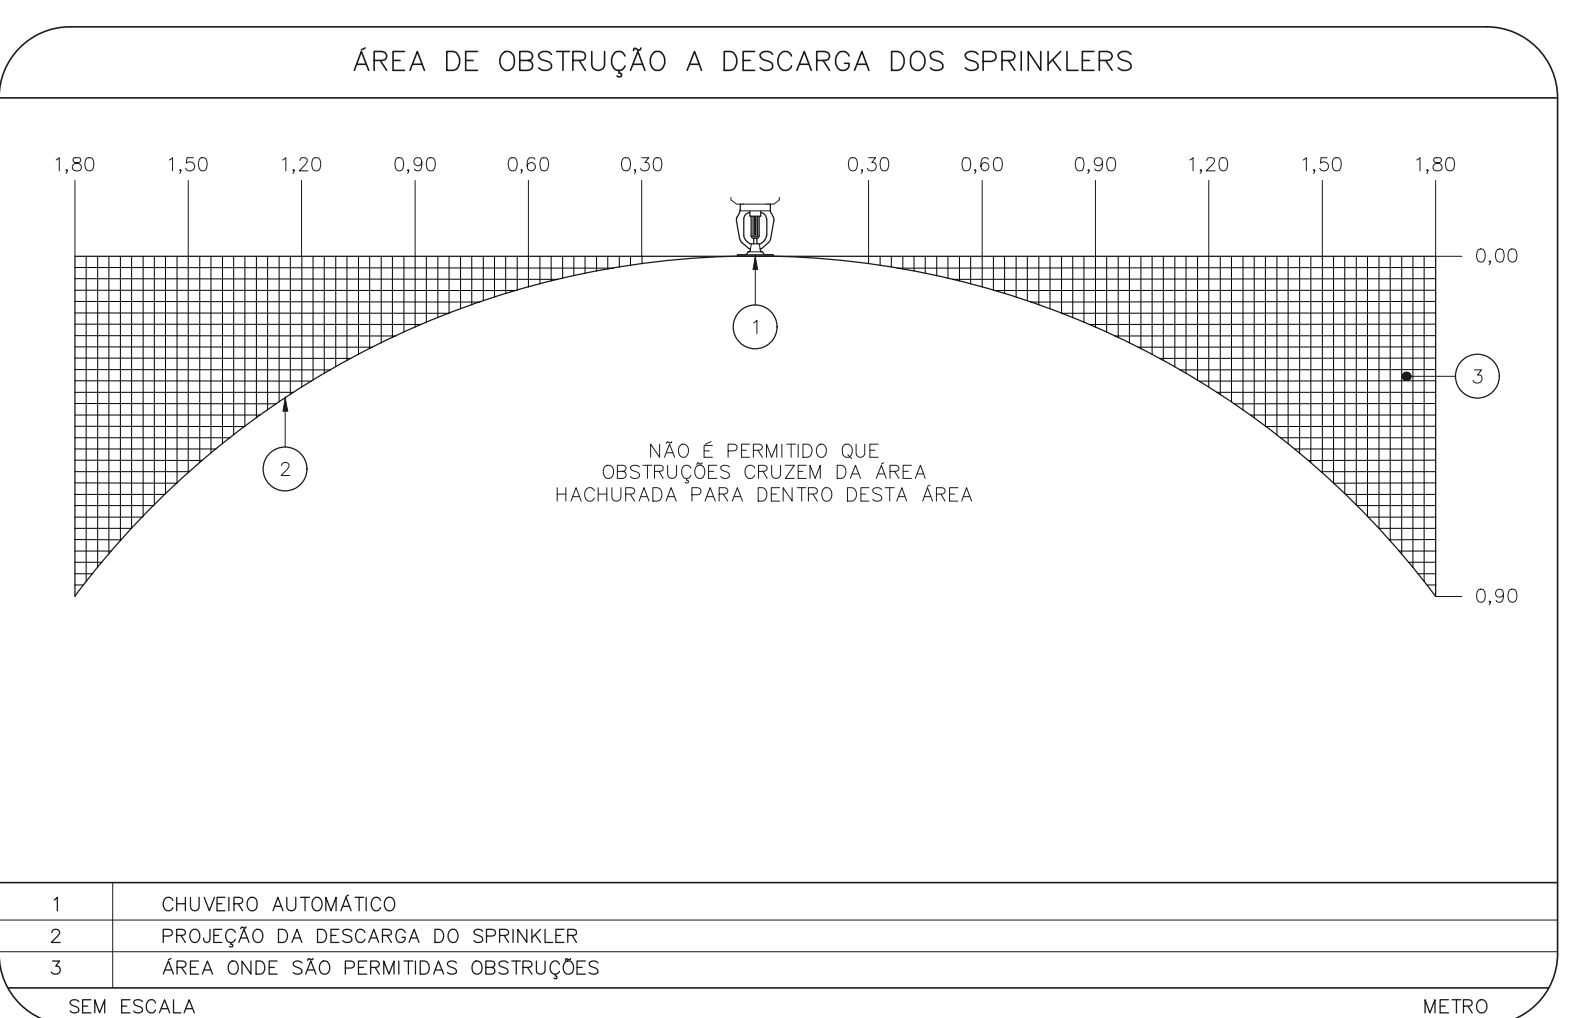 ÁREA DE OBSTRUÇÃO A DESCARGA DOS SPRINKLERS
1,80 1,50 1,20 0,90 0,60 0,30 0,30 0,60 0,90 1,20 1,50 1,80
0,00
1
3
2
NÃO É PERMITIDO QUE
OBSTRUÇÕES CRUZEM DA ÁREA
HACHURADA PARA DENTRO DESTA ÁREA
0,90
1 CHUVEIRO AUTOMÁTICO
2 PROJEÇÃO DA DESCARGA DO SPRINKLER
3 ÁREA ONDE SÃO PERMITIDAS OBSTRUÇÕES
SEM ESCALA METRO